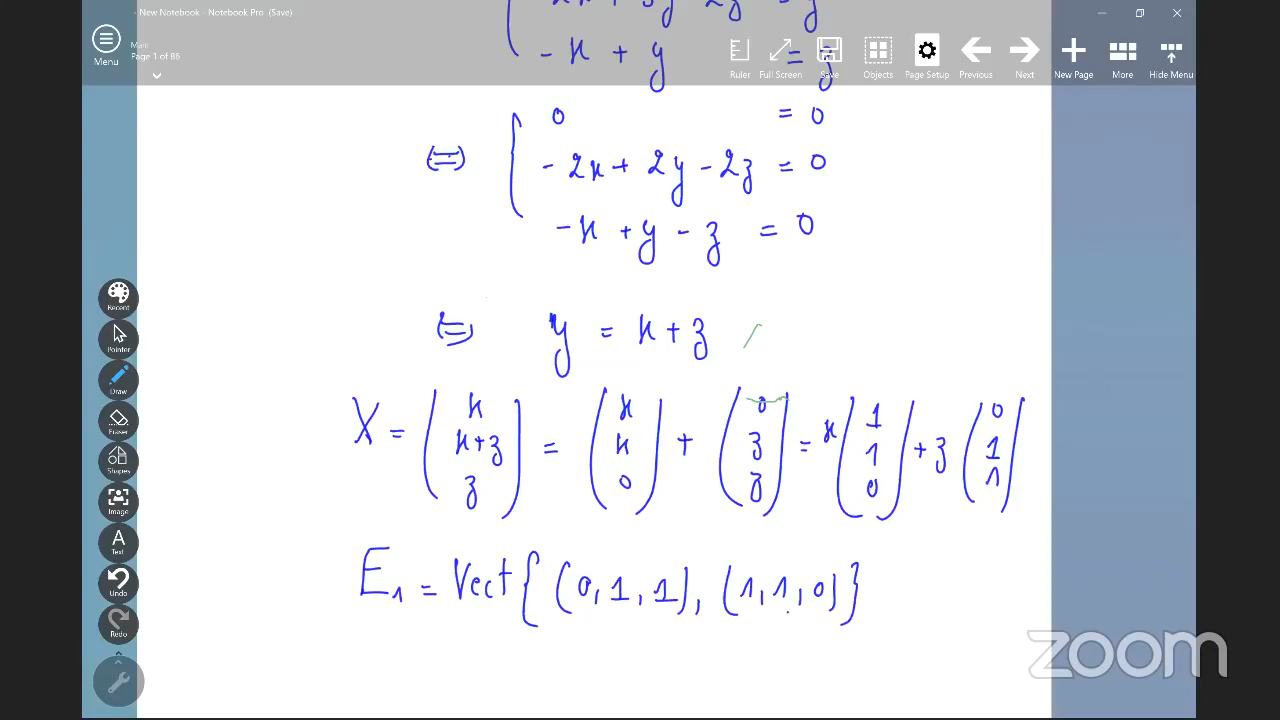 New Notebook - Notebook Pro (Save)
Menu
Main
Page 1 of 86
Ruler
Full Screen
Save
Objects
Page Setup
Previous
Next
New Page
More
Hide Menu
- x + y = y
0 = 0
⟺ { - 2x + 2y - 2z = 0
- x + y - z = 0
⟺ y = x + z
X = (x, x+z, z) = (x, x, 0) + (0, z, z) = x (1, 1, 0) + z (0, 1, 1)
E₁ = Vect { (0, 1, 1), (1, 1, 0) }
Recent
Pointer
Draw
Eraser
Shapes
Image
Text
Undo
Redo
zoom